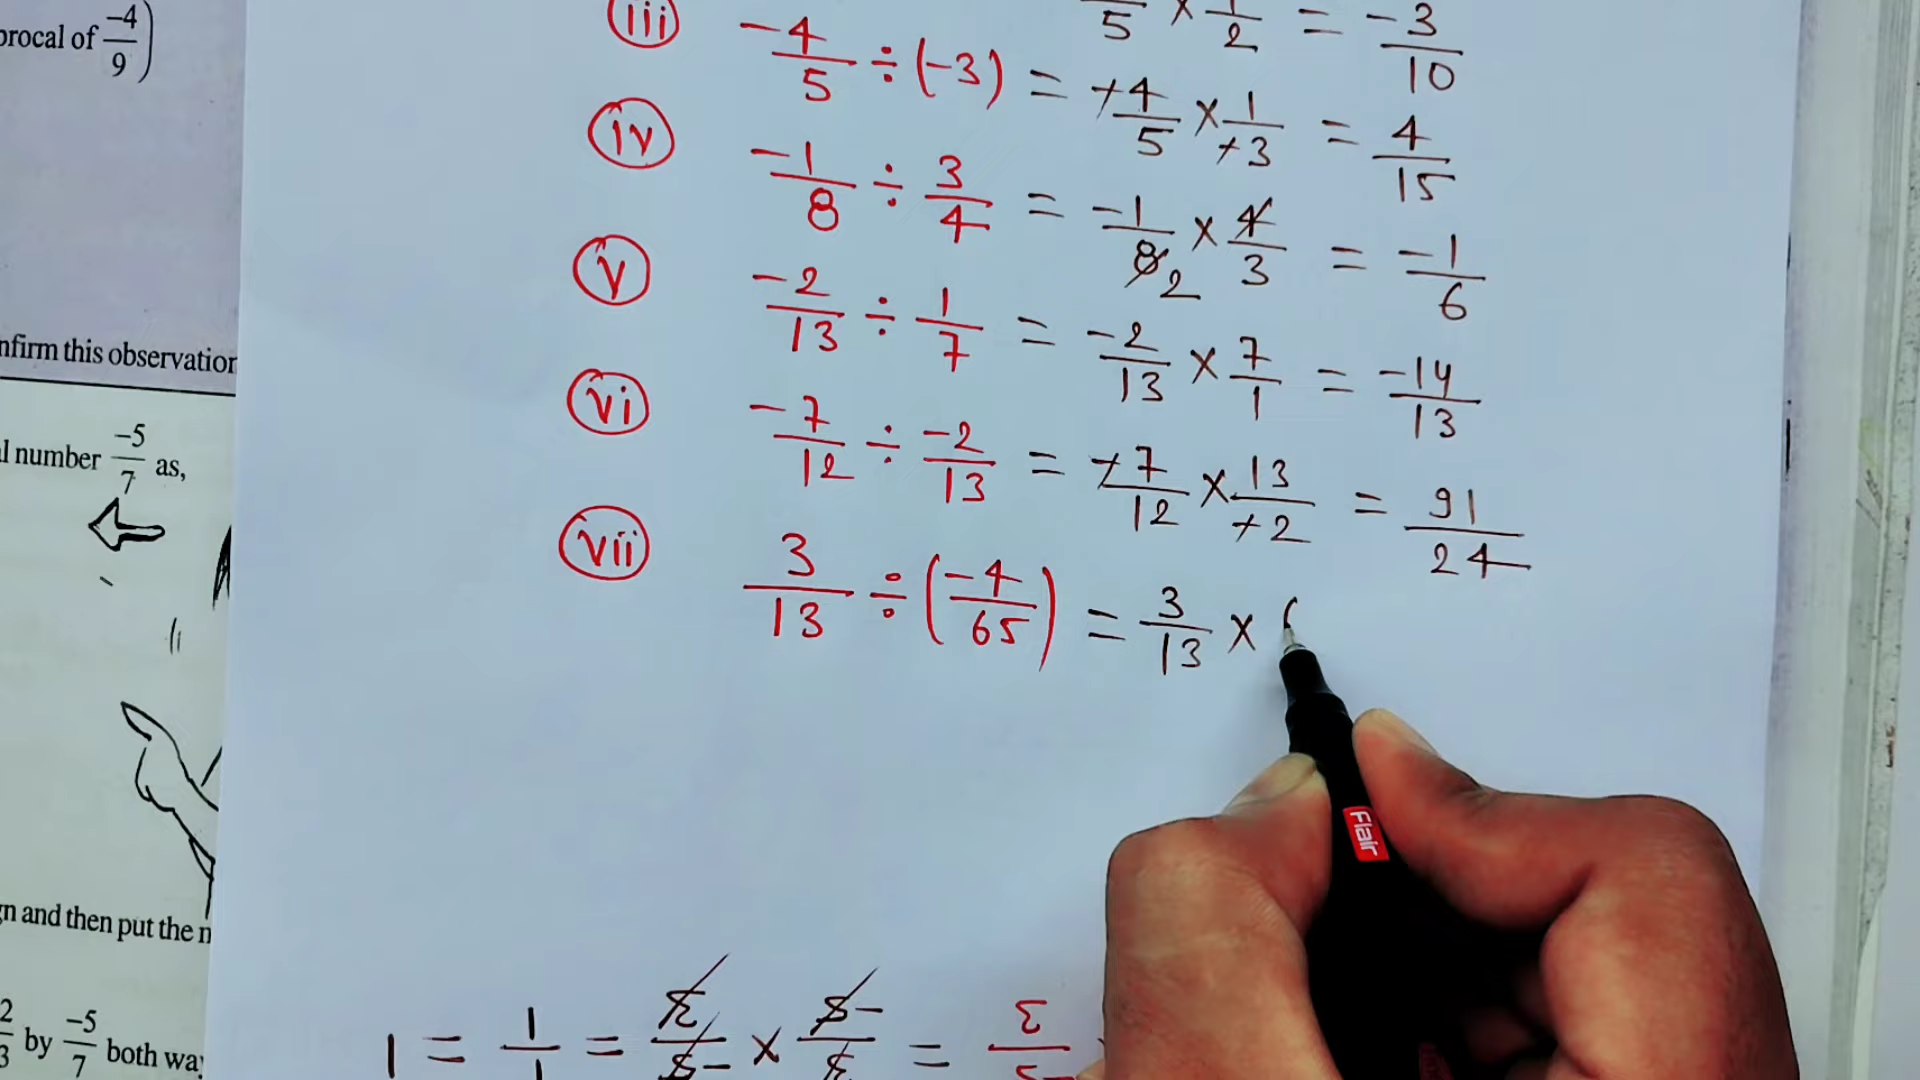 procal of -4/9)
nfirm this observation
l number -5/7 as,
gn and then put the n
2/3 by -5/7 both way
5 × 1/2 = -3/10
(iii) -4/5 ÷ (-3) = -4/5 × 1/-3 = 4/15
(iv) -1/8 ÷ 3/4 = -1/8 2 × 4/3 = -1/6
(v) -2/13 ÷ 1/7 = -2/13 × 7/1 = -14/13
(vi) -7/12 ÷ -2/13 = -7/12 × 13/-2 = 91/24
(vii) 3/13 ÷ (-4/65) = 3/13 ×
Flair